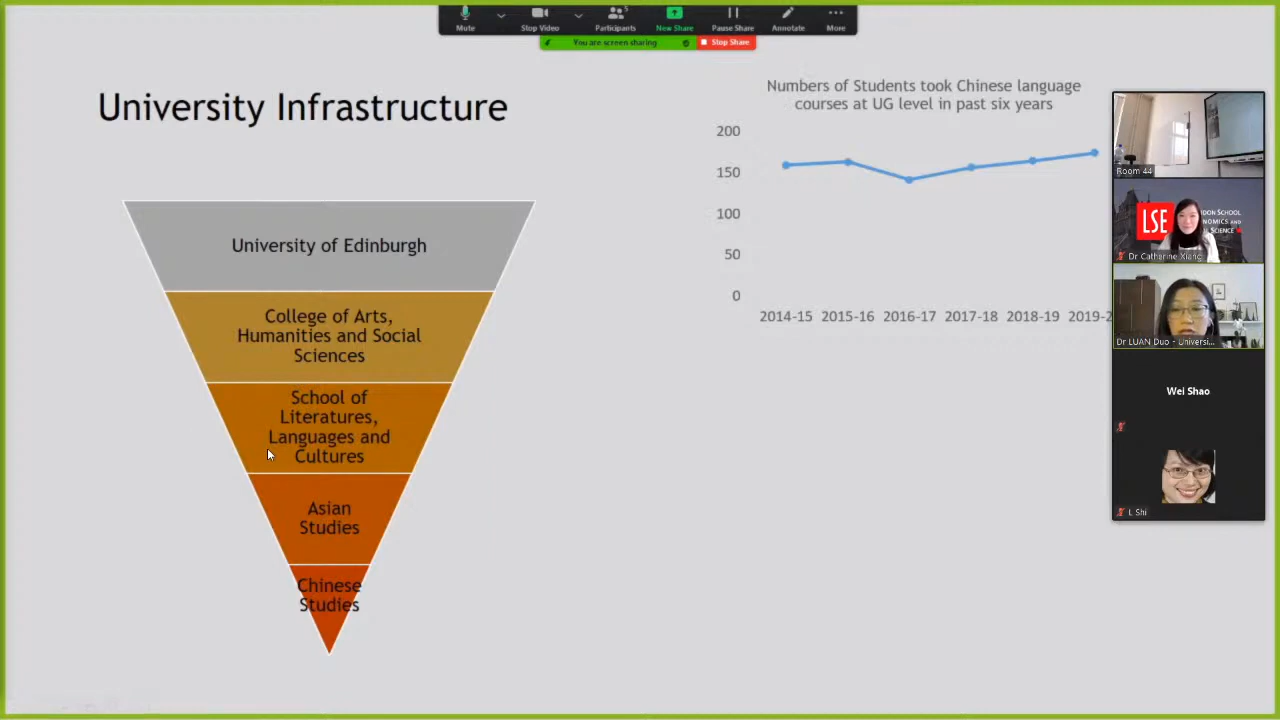 Mute
Stop Video
5
Participants
New Share
Pause Share
Annotate
More
You are screen sharing
Stop Share
University Infrastructure
University of Edinburgh
College of Arts,
Humanities and Social
Sciences
School of
Literatures,
Languages and
Cultures
Asian
Studies
Chinese
Studies
Numbers of Students took Chinese language
courses at UG level in past six years
200
150
100
50
0
2014-15 2015-16 2016-17 2017-18 2018-19 2019-2
Room 44
LSE
DON SCHOOL
NOMICS AND
L SCIENCE
Dr Catherine Xiang
Dr LUAN Duo - Universi...
Wei Shao
L Shi